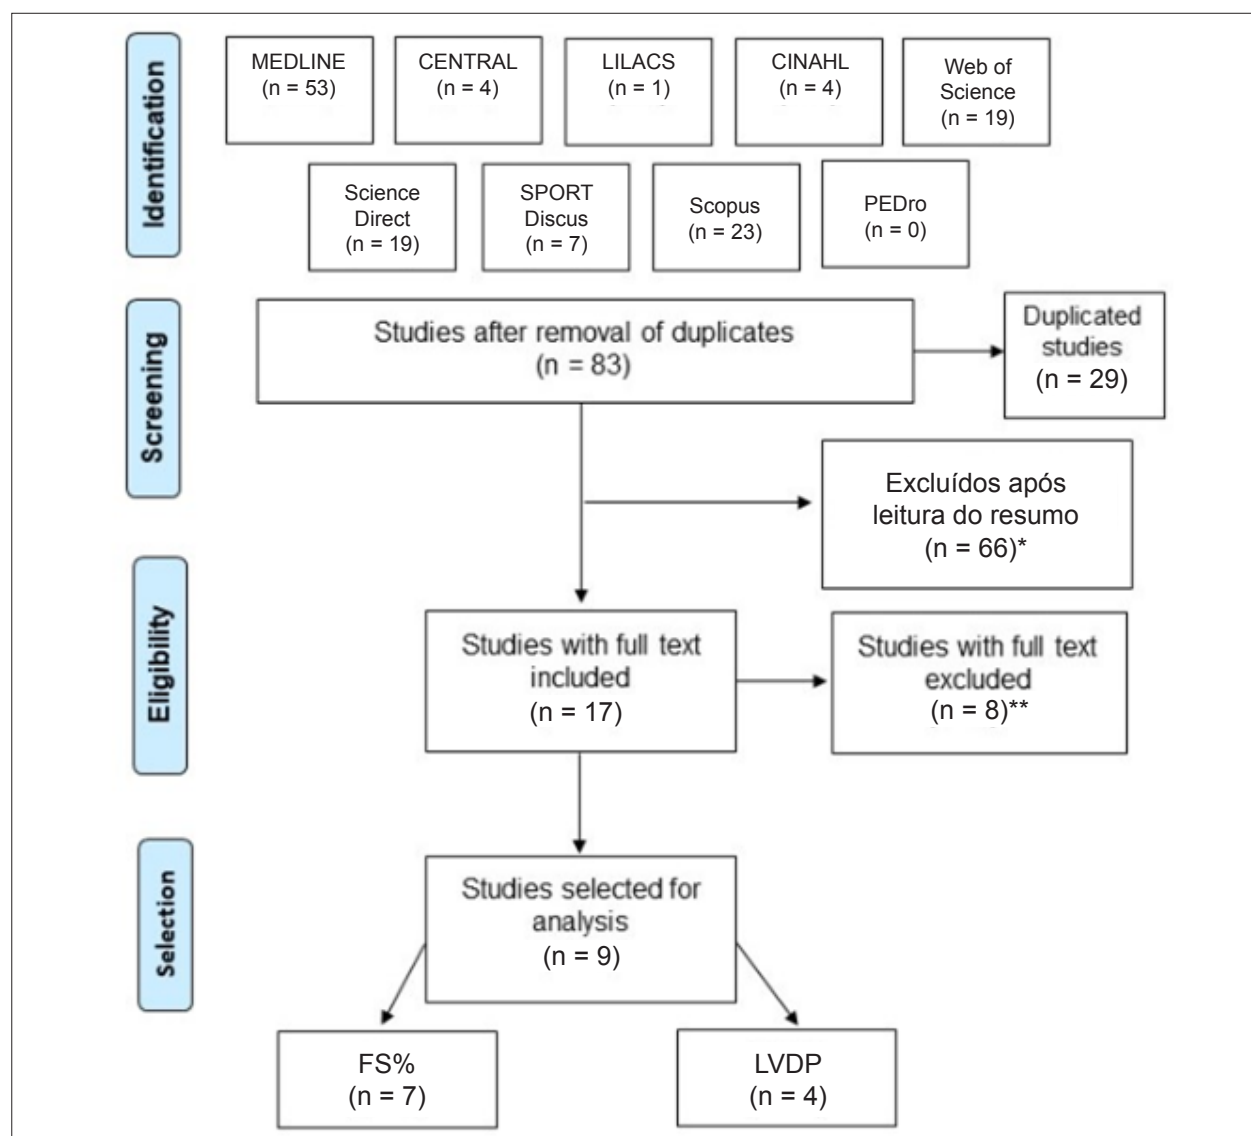 Identification
MEDLINE
(n = 53)
CENTRAL
(n = 4)
LILACS
(n = 1)
CINAHL
(n = 4)
Web of
Science
(n = 19)
Science
Direct
(n = 19)
SPORT
Discus
(n = 7)
Scopus
(n = 23)
PEDro
(n = 0)
Screening
Studies after removal of duplicates
(n = 83)
Duplicated
studies
(n = 29)
Excluídos após
leitura do resumo
(n = 66)*
Eligibility
Studies with full text
included
(n = 17)
Studies with full text
excluded
(n = 8)**
Selection
Studies selected for
analysis
(n = 9)
FS%
(n = 7)
LVDP
(n = 4)